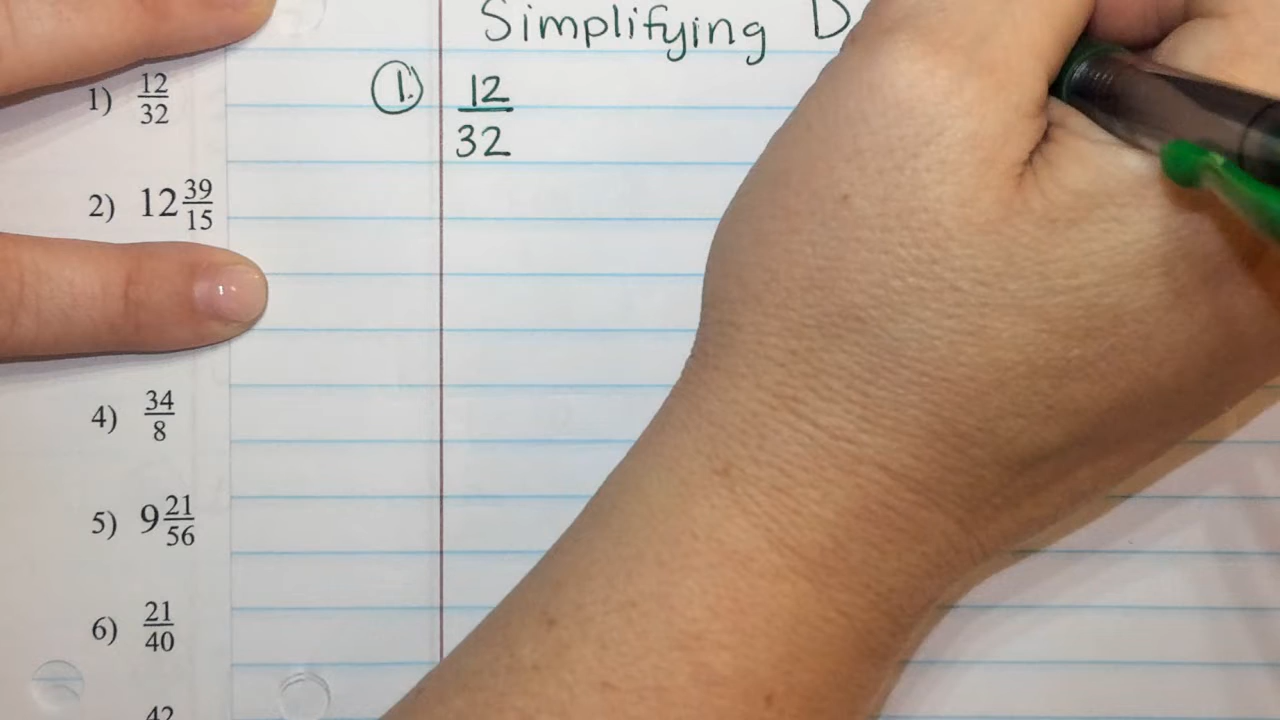 Simplifying D
1) 12/32
① 12/32
2) 12 39/15
4) 34/8
5) 9 21/56
6) 21/40
42